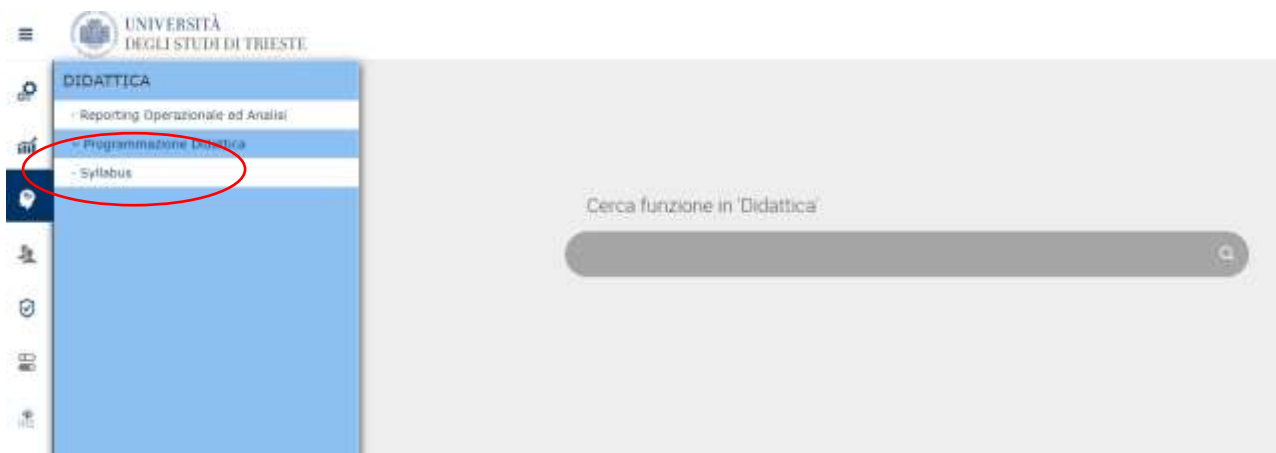 UNIVERSITÀ
DEGLI STUDI DI TRIESTE
DIDATTICA
- Reporting Operazionale ed Analisi
- Programmazione Didattica
- Syllabus
Cerca funzione in 'Didattica'